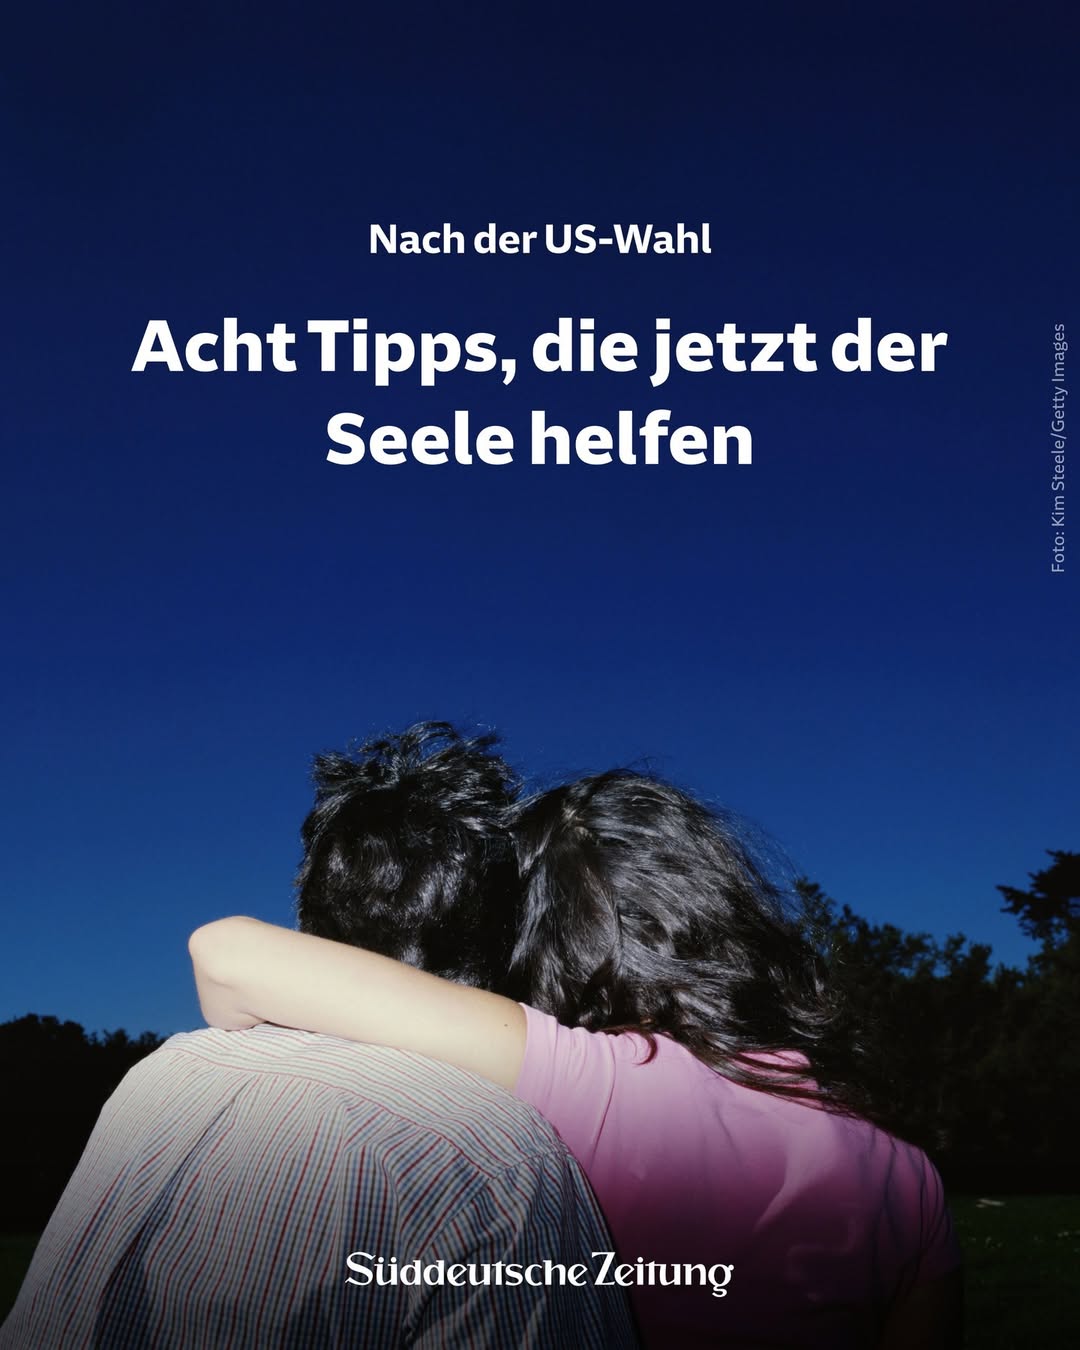 Nach der US-Wahl
Acht Tipps, die jetzt der
Seele helfen
Foto: Kim Steele/Getty Images
Süddeutsche Zeitung